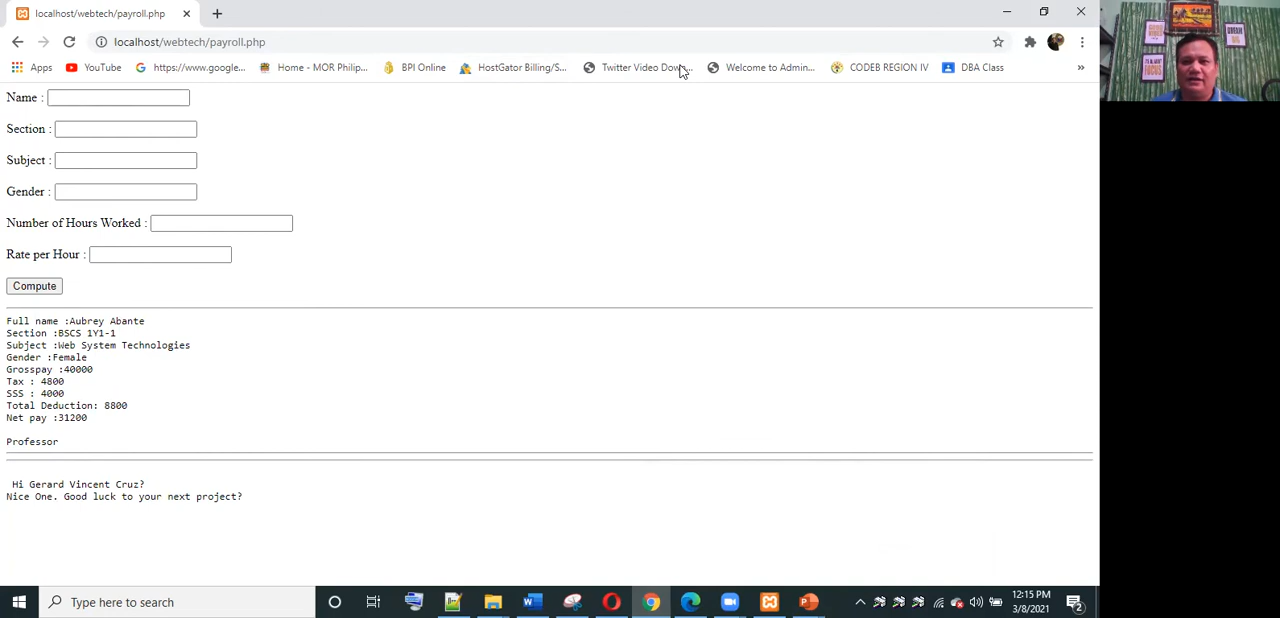 localhost/webtech/payroll.php
localhost/webtech/payroll.php
Apps YouTube https://www.google... Home - MOR Philip... BPI Online Harbor Billing/S... Twitter Video Dow... Welcome to Admin... CODEB REGION IV DBA Class »
Name :
Section :
Subject :
Gender :
Number of Hours Worked :
Rate per Hour :
Compute
Full name :Aubrey Abante
Section :BSCS 1Y1-1
Subject :Web System Technologies
Gender :Female
Grosspay :40000
Tax : 4800
SSS : 4000
Total Deduction: 8800
Net pay :31200
Professor
Hi Gerard Vincent Cruz?
Nice One. Good luck to your next project?
Type here to search
12:15 PM
3/8/2021
2
FOCUS